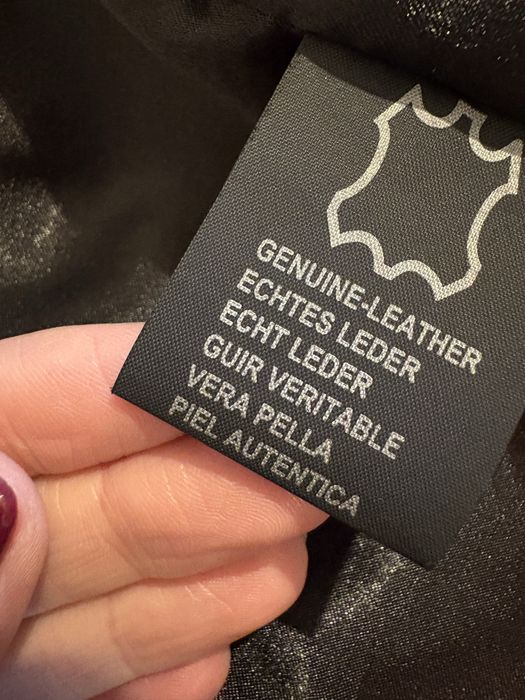 GENUINE-LEATHER
ECHTES LEDER
ECHT LEDER
GUIR VERITABLE
VERA PELLA
PIEL AUTENTICA